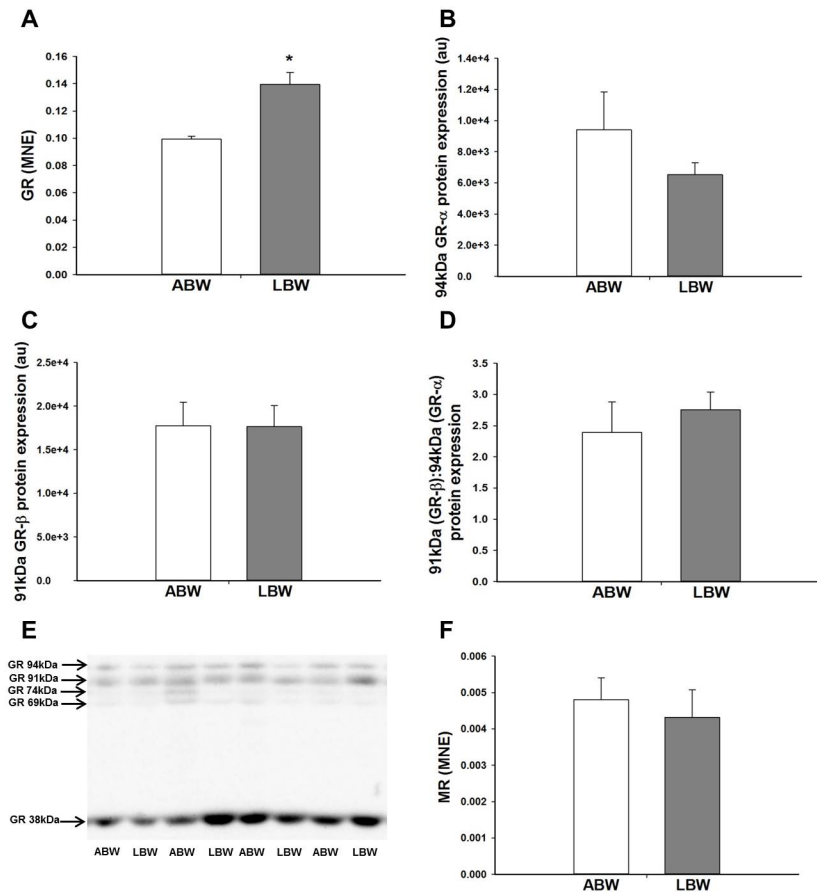 A
GR (MNE)
0.16
0.14
0.12
0.10
0.08
0.06
0.04
0.02
0.00
*
ABW LBW
B
94kDa GR-α protein expression (au)
1.4e+4
1.2e+4
1.0e+4
8.0e+3
6.0e+3
4.0e+3
2.0e+3
0.0
ABW LBW
C
91kDa GR-β protein expression (au)
2.5e+4
2.0e+4
1.5e+4
1.0e+4
5.0e+3
0.0
ABW LBW
D
91kDa (GR-β):94kDa (GR-α)
protein expression
3.5
3.0
2.5
2.0
1.5
1.0
0.5
0.0
ABW LBW
E
GR 94kDa
GR 91kDa
GR 74kDa
GR 69kDa
GR 38kDa
ABW LBW ABW LBW ABW LBW ABW LBW
F
MR (MNE)
0.006
0.005
0.004
0.003
0.002
0.001
0.000
ABW LBW